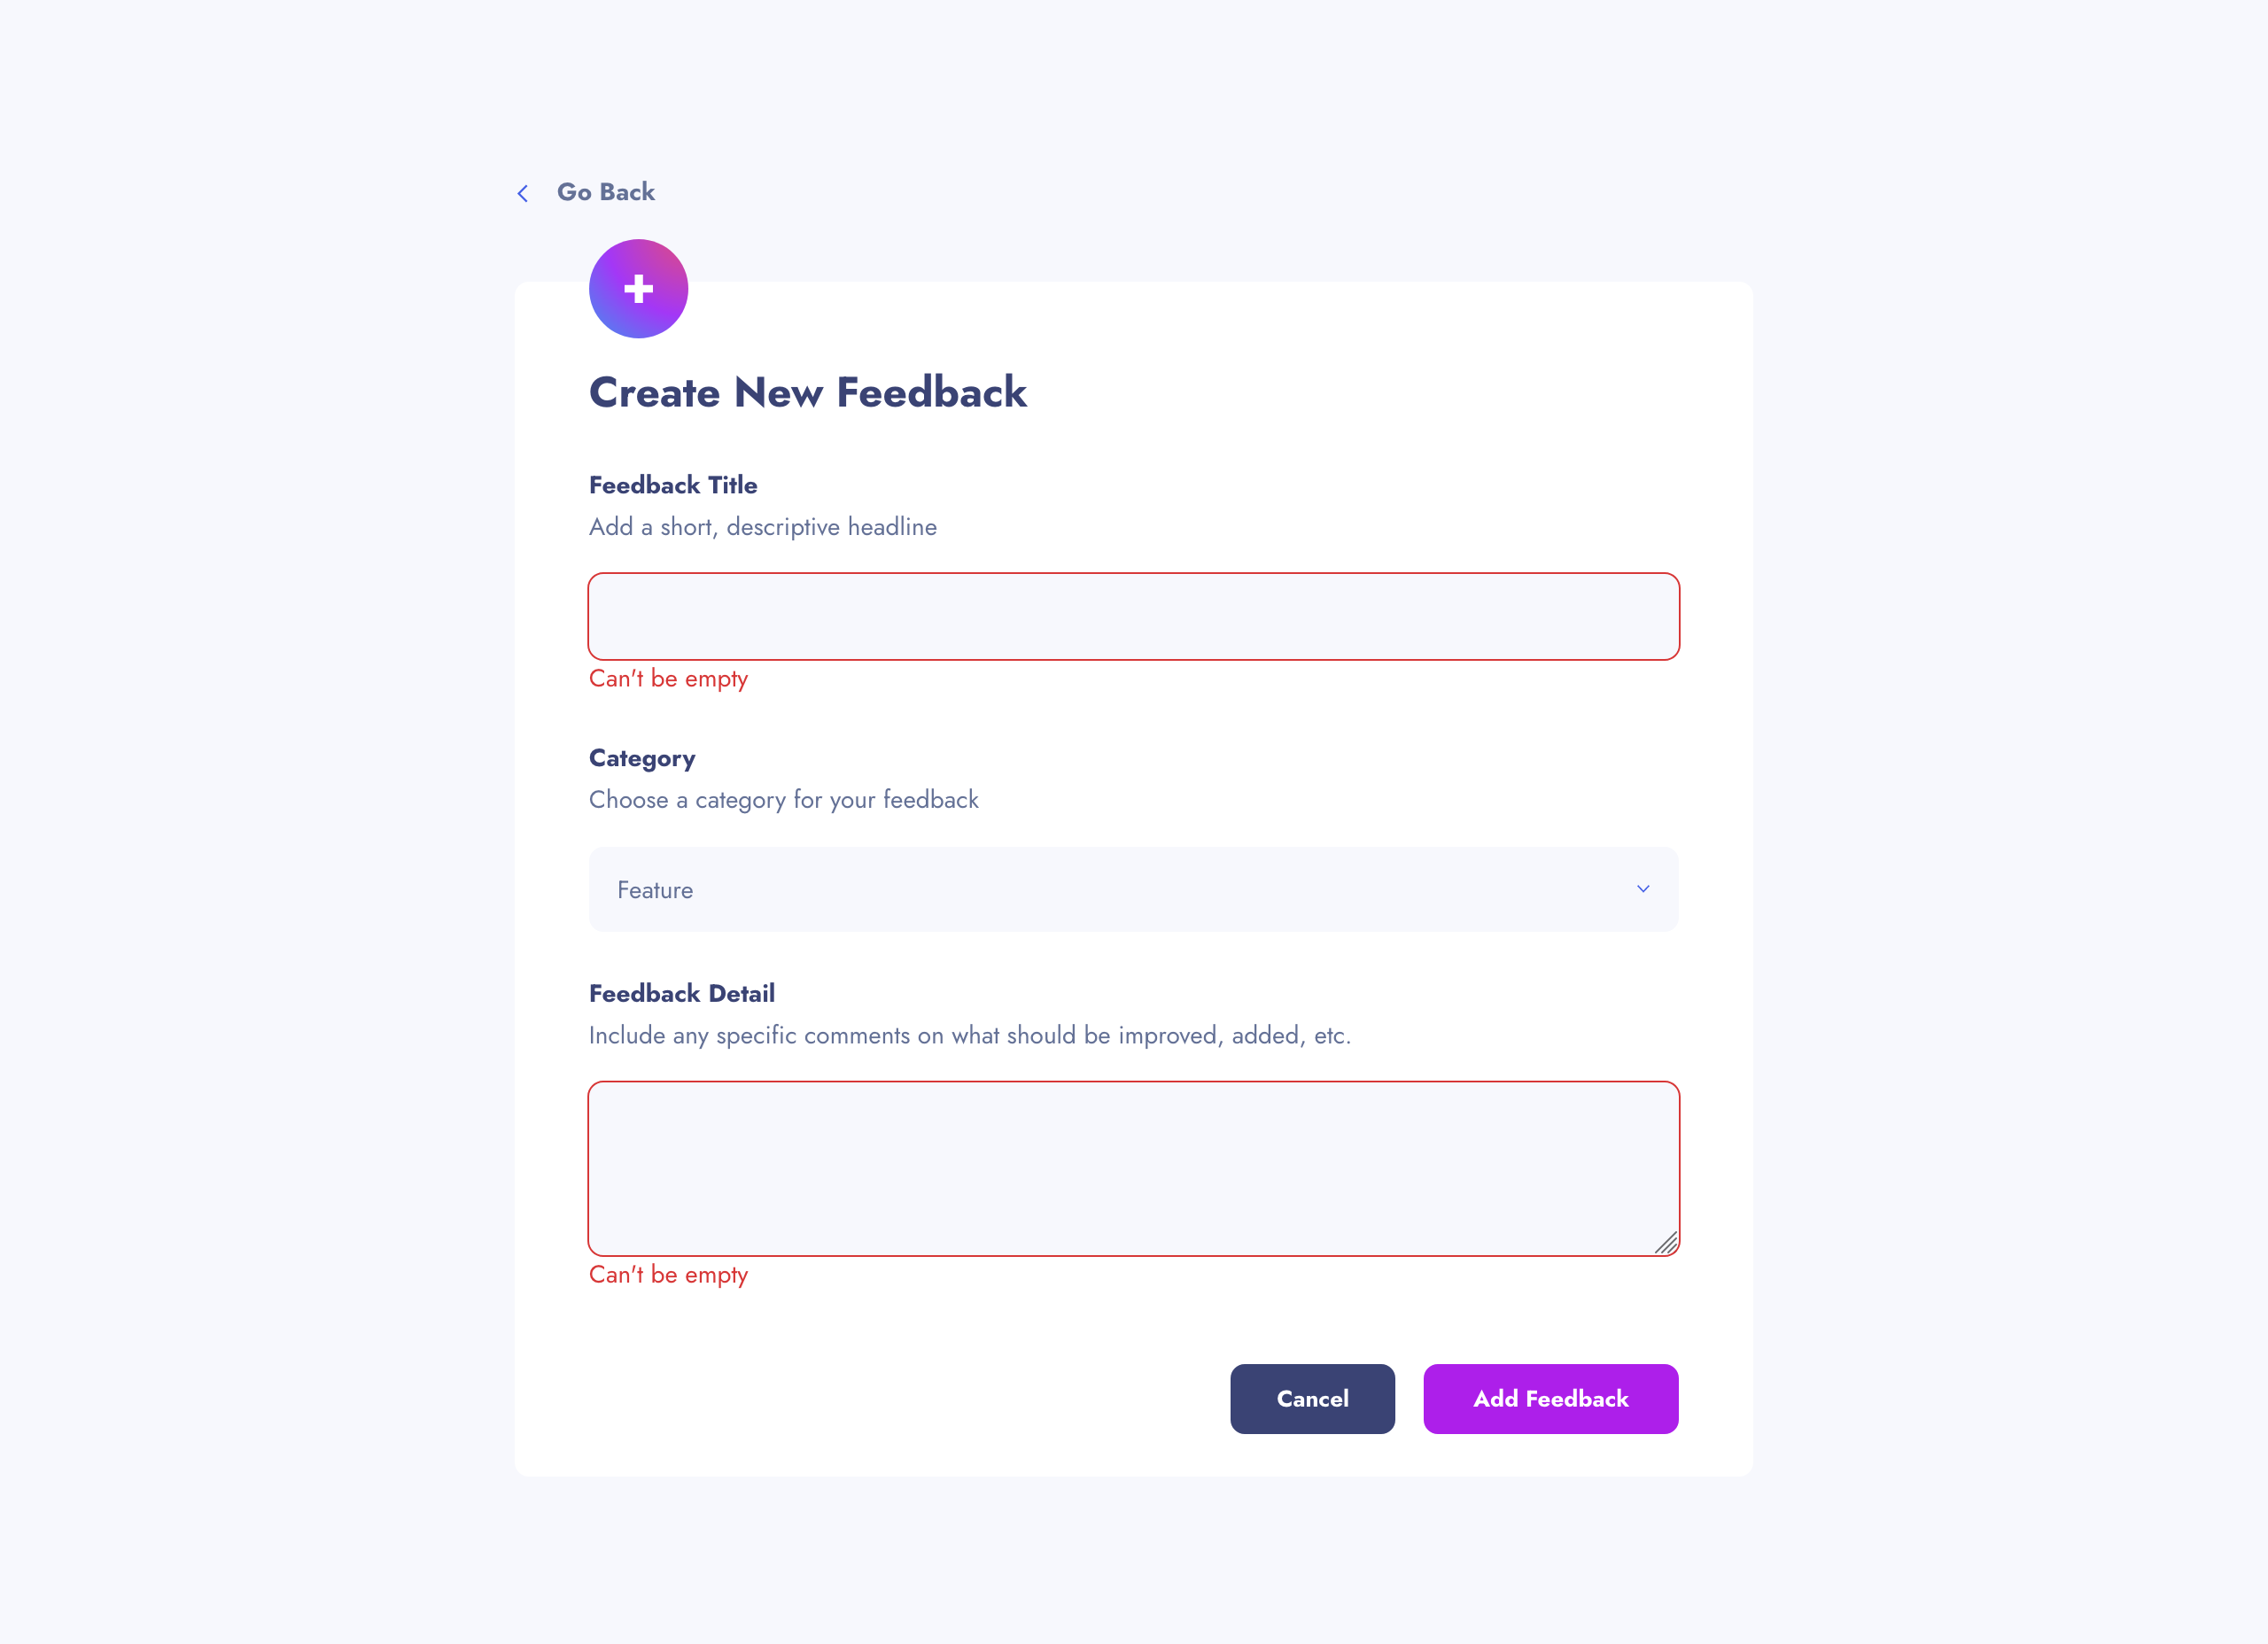 Go Back
Create New Feedback
Feedback Title
Add a short, descriptive headline
Can't be empty
Category
Choose a category for your feedback
Feature
Feedback Detail
Include any specific comments on what should be improved, added, etc.
Can't be empty
Cancel
Add Feedback